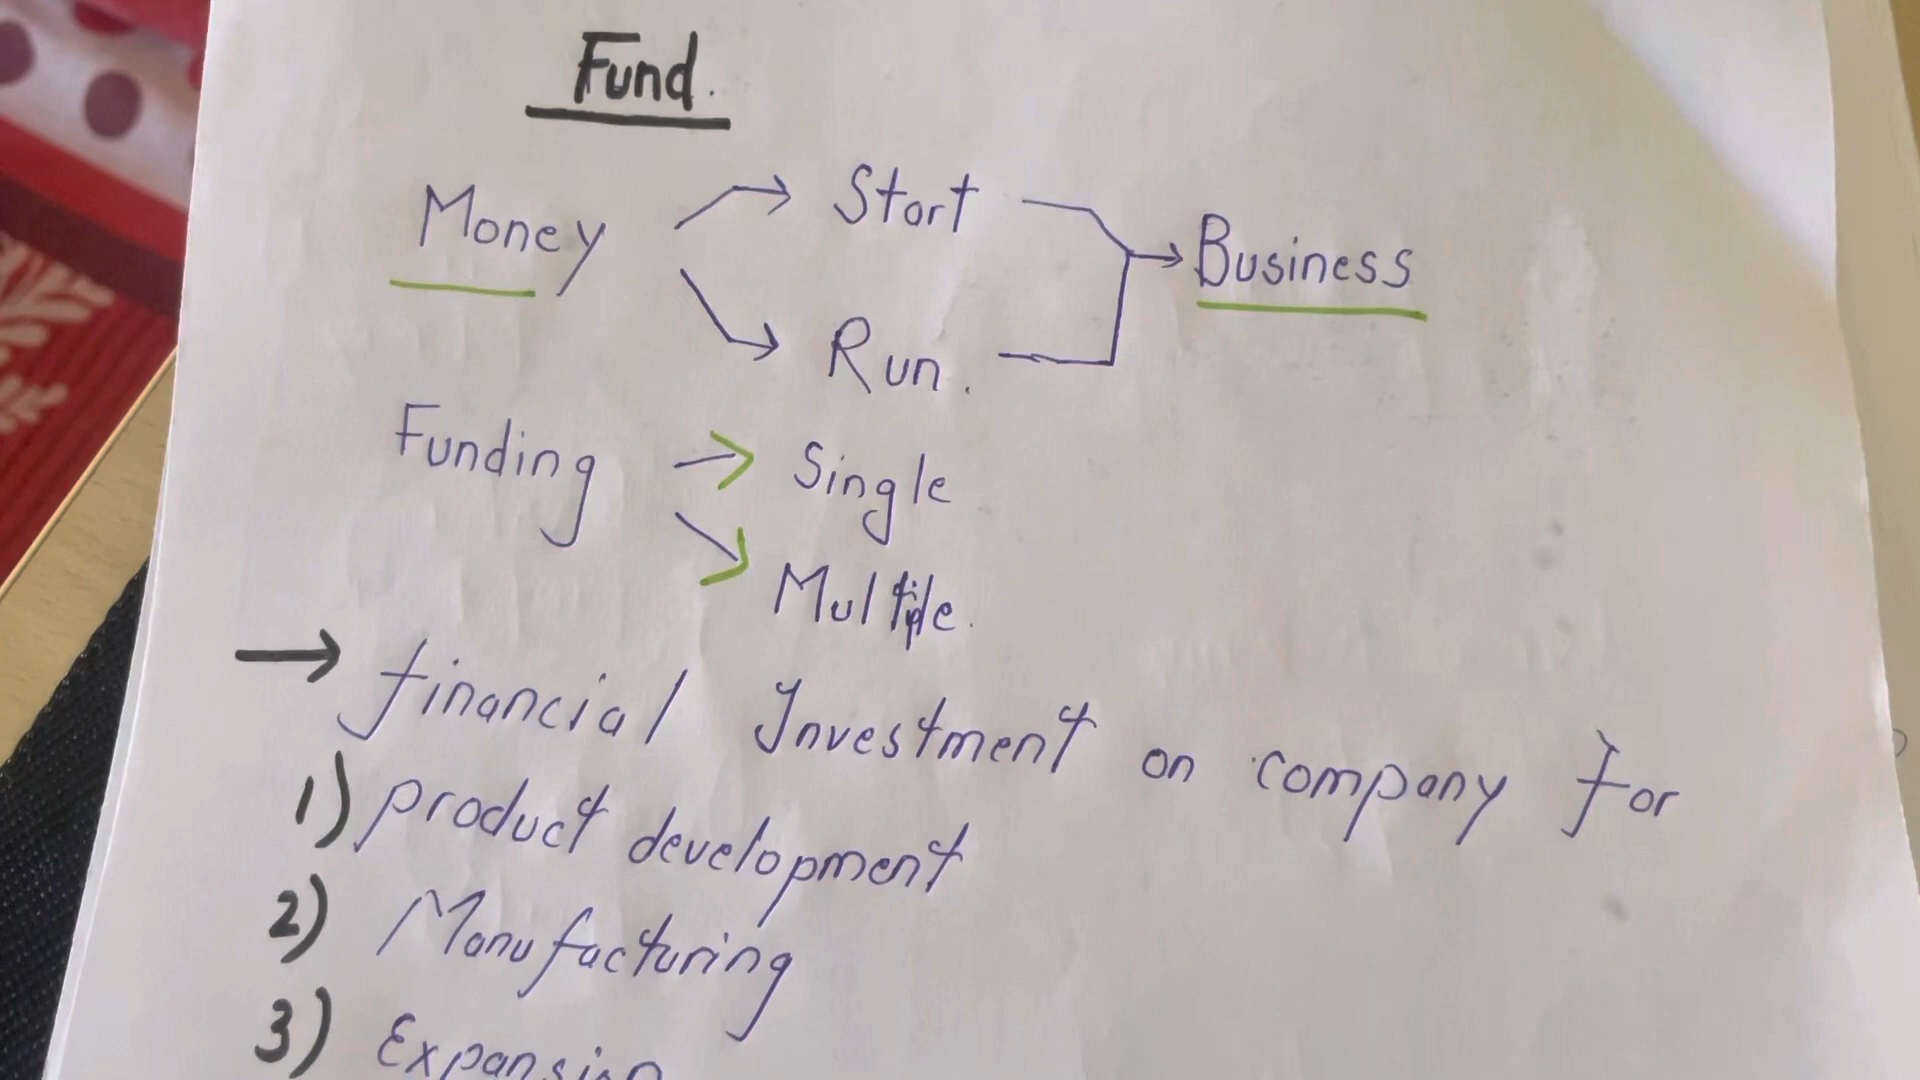 Fund.
Money → Start → Business
→ Run.
Funding → Single
→ Multiple.
→ financial Investment on company for
1) product development
2) Manufacturing
3) Expansion